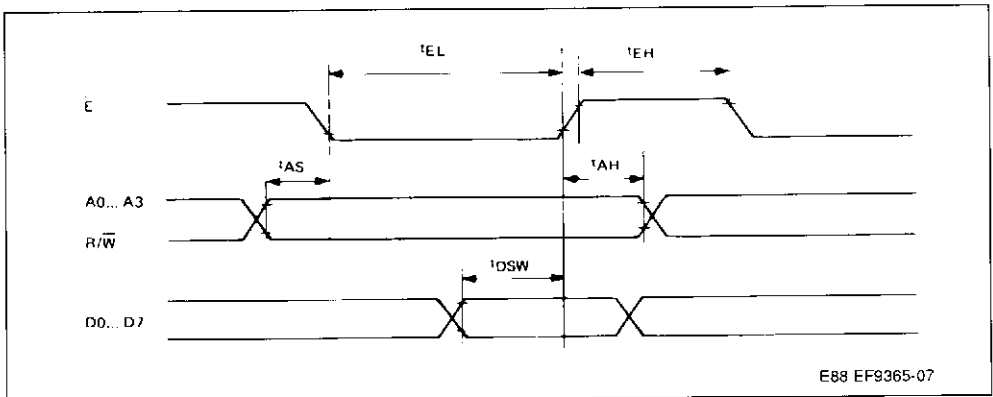 tEL
tEH
E
tAS
tAH
A0... A3
R/W̅
tDSW
D0... D7
E88 EF9365-07